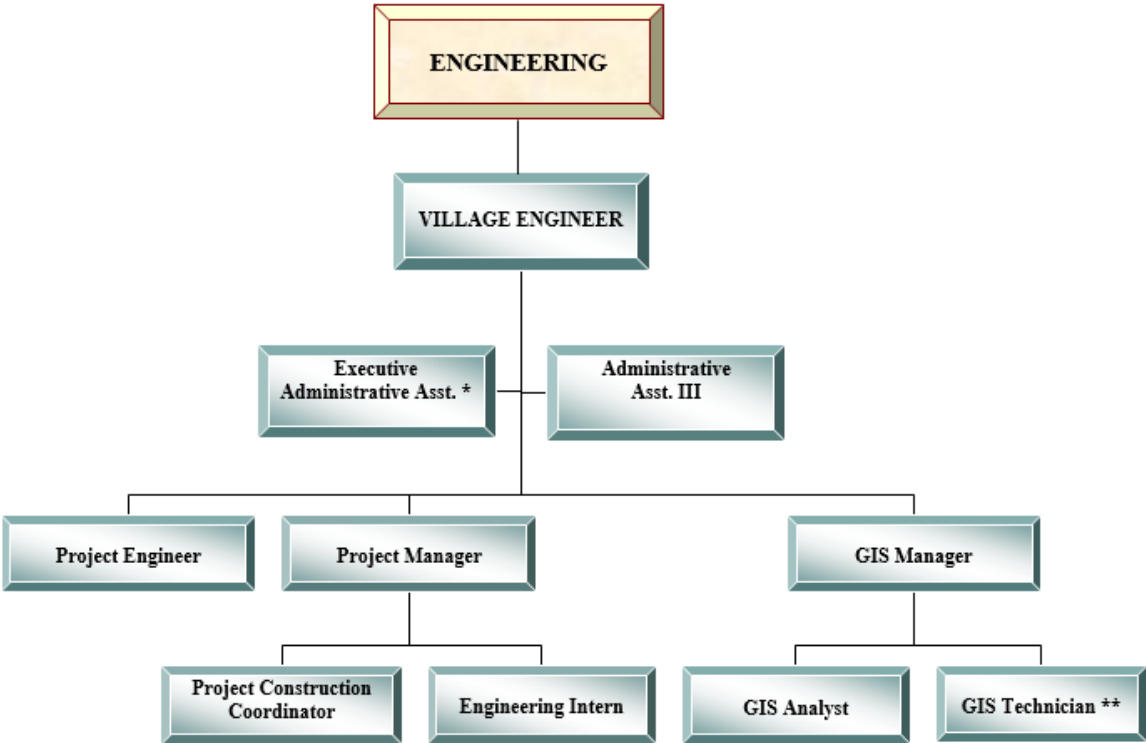 ENGINEERING
VILLAGE ENGINEER
Executive
Administrative Asst. *
Administrative
Asst. III
Project Engineer
Project Manager
GIS Manager
Project Construction
Coordinator
Engineering Intern
GIS Analyst
GIS Technician **